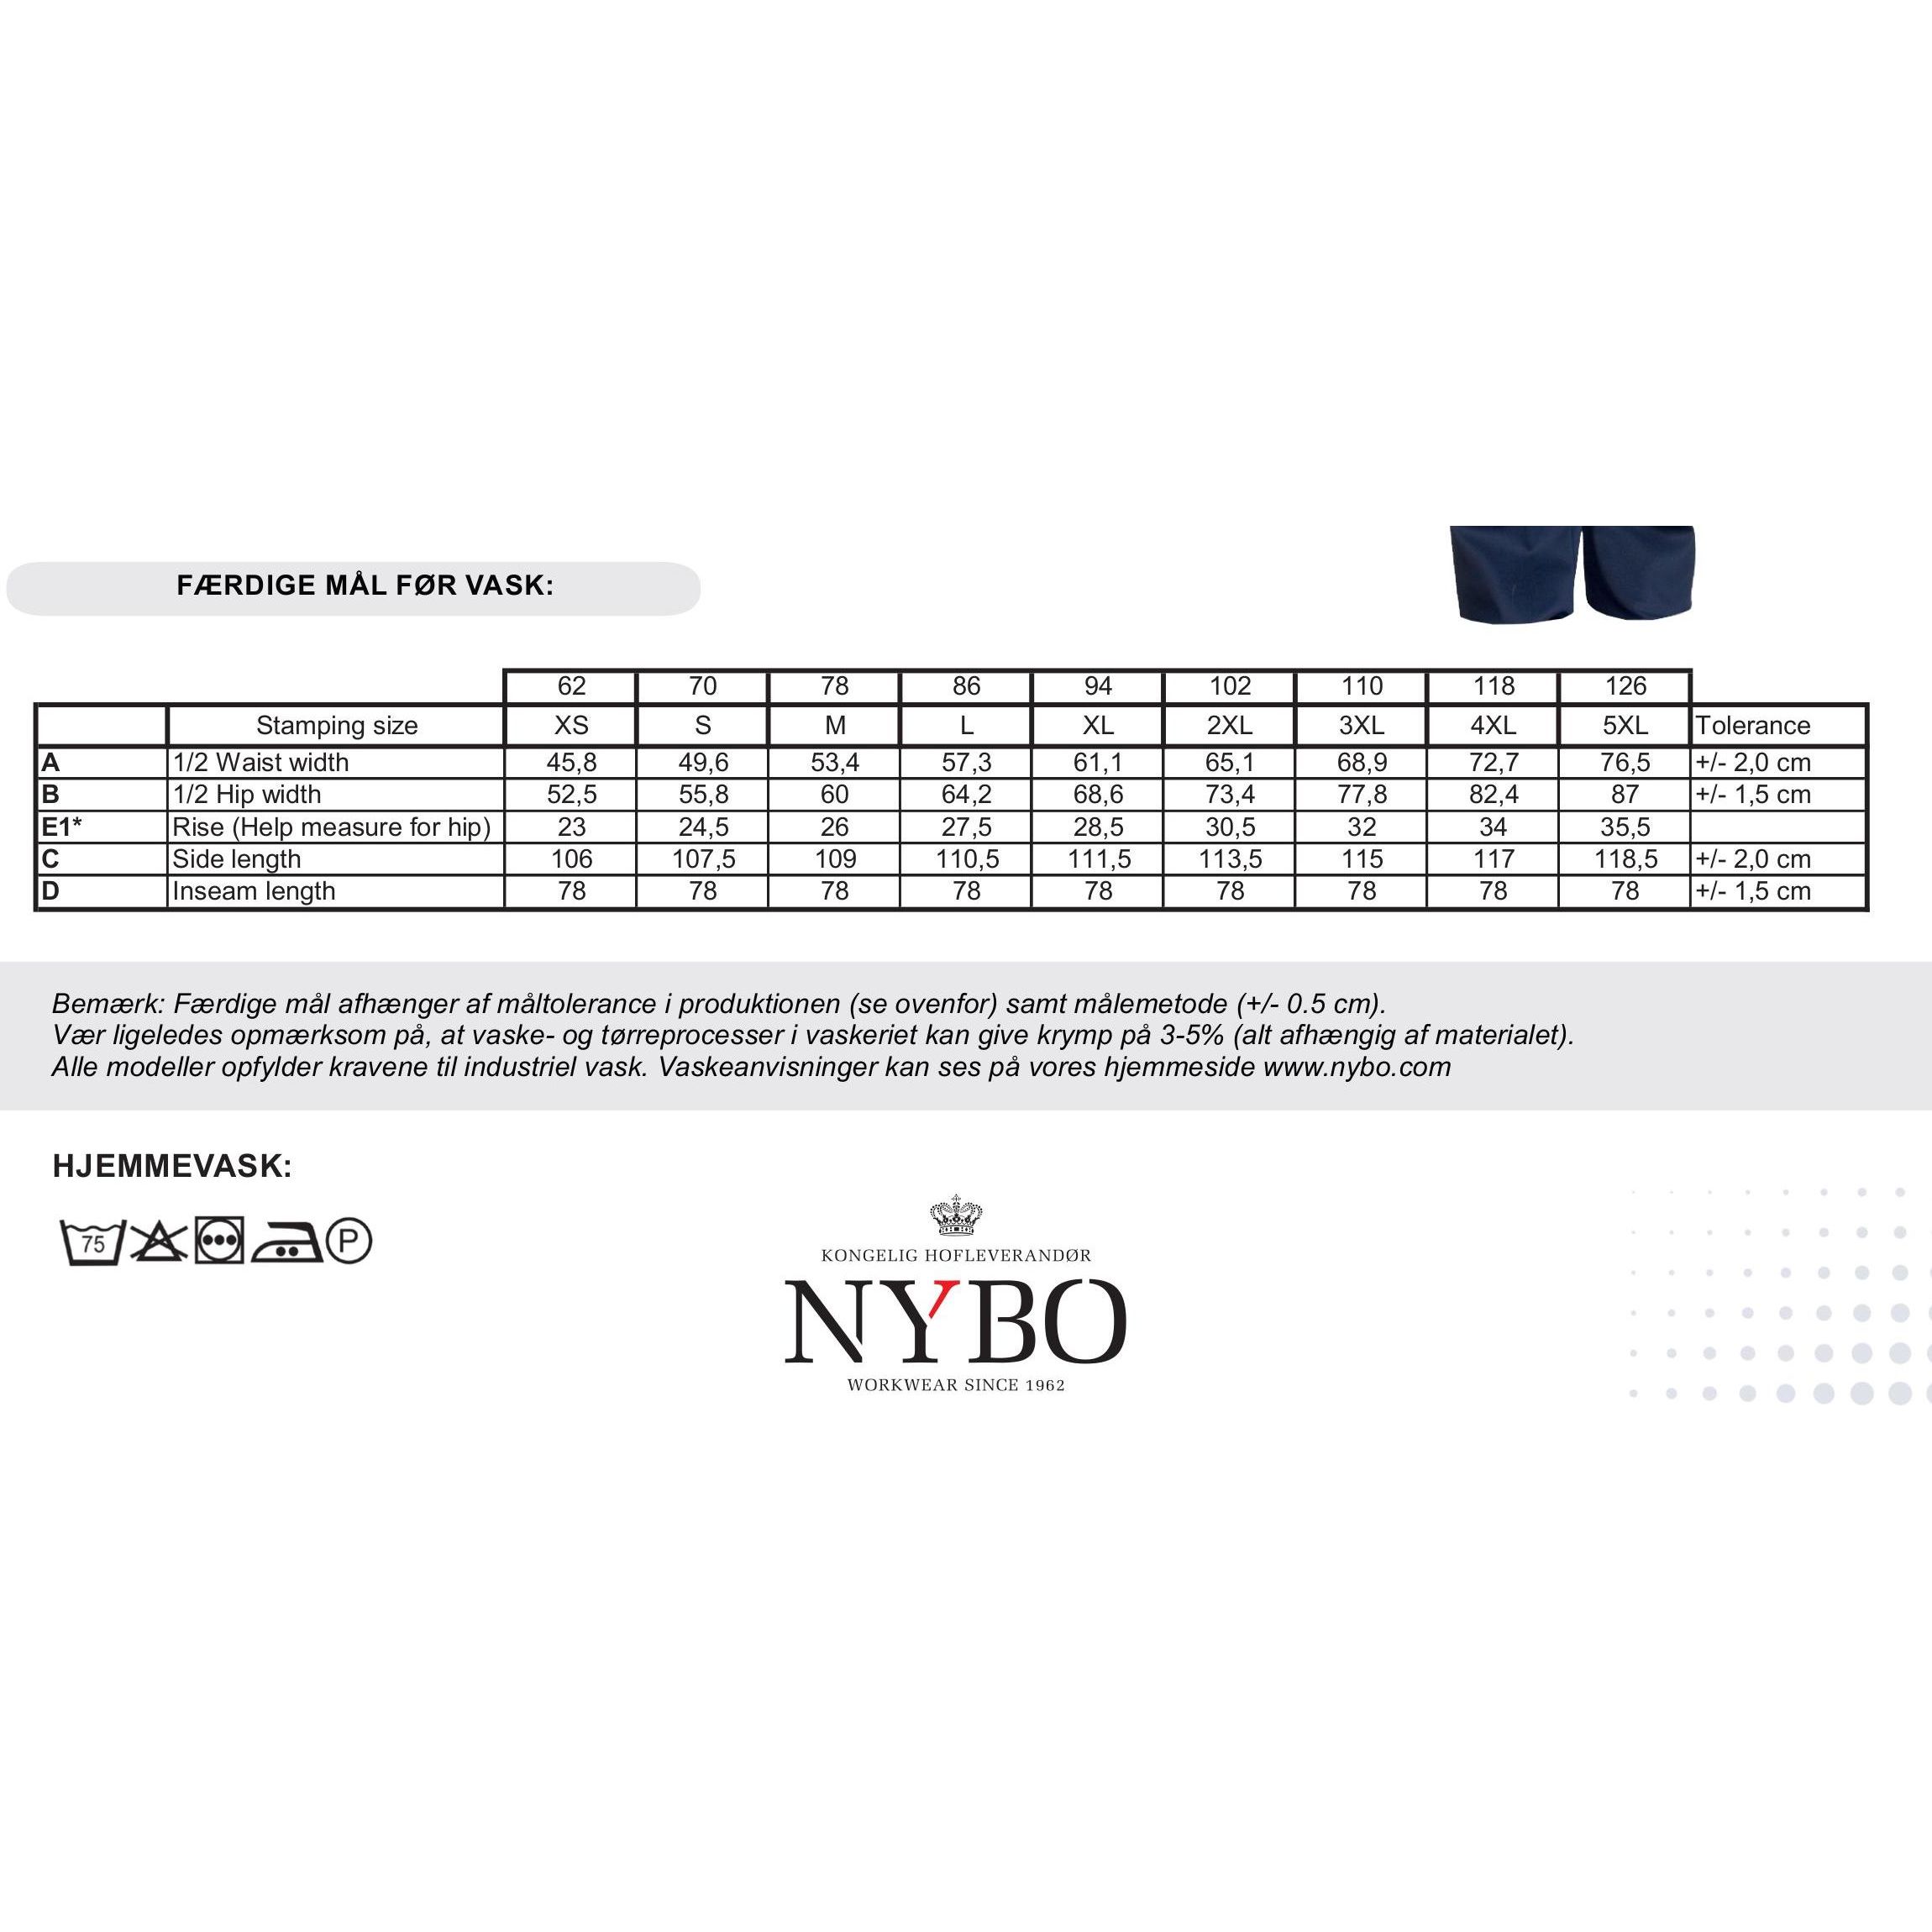 FÆRDIGE MÅL FØR VASK:
62 70 78 86 94 102 110 118 126
Stamping size XS S M L XL 2XL 3XL 4XL 5XL Tolerance
A 1/2 Waist width 45,8 49,6 53,4 57,3 61,1 65,1 68,9 72,7 76,5 +/- 2,0 cm
B 1/2 Hip width 52,5 55,8 60 64,2 68,6 73,4 77,8 82,4 87 +/- 1,5 cm
E1* Rise (Help measure for hip) 23 24,5 26 27,5 28,5 30,5 32 34 35,5
C Side length 106 107,5 109 110,5 111,5 113,5 115 117 118,5 +/- 2,0 cm
D Inseam length 78 78 78 78 78 78 78 78 78 +/- 1,5 cm
Bemærk: Færdige mål afhænger af måltolerance i produktionen (se ovenfor) samt målemetode (+/- 0.5 cm).
Vær ligeledes opmærksom på, at vaske- og tørreprocesser i vaskeriet kan give krymp på 3-5% (alt afhængig af materialet).
Alle modeller opfylder kravene til industriel vask. Vaskeanvisninger kan ses på vores hjemmeside www.nybo.com
HJEMMEVASK:
75 P
KONGELIG HOFLEVERANDØR
NYBO
WORKWEAR SINCE 1962